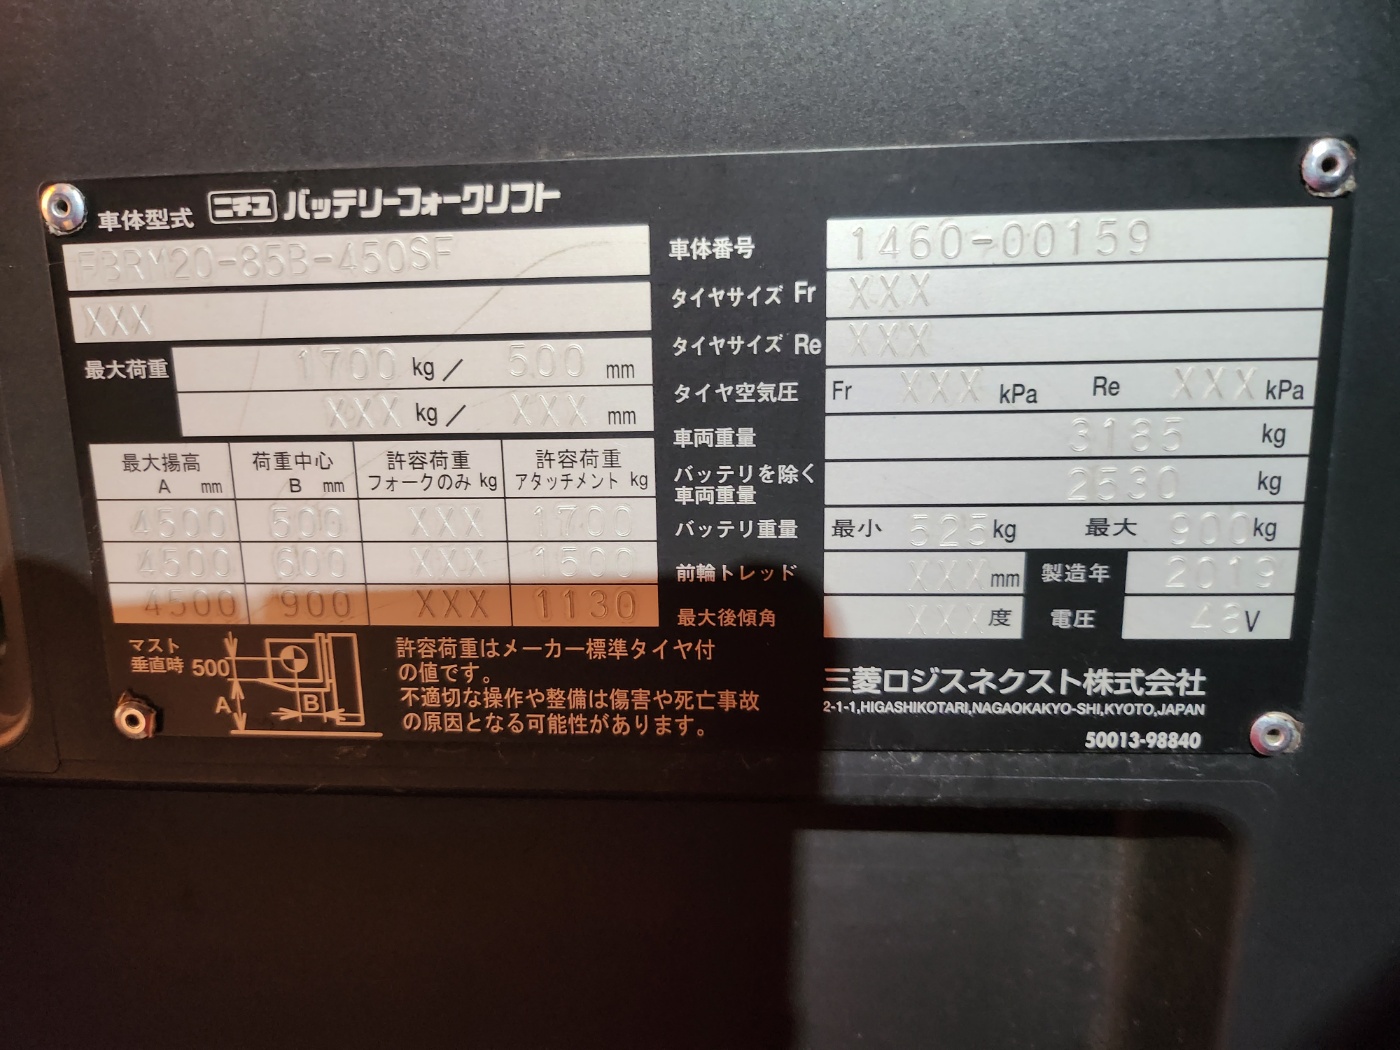 車体型式 ニチユ バッテリーフォークリフト
FBRM20-85B-450SF
XXX
最大荷重 1700 kg / 500 mm
XXX kg / XXX mm
最大揚高 A mm 荷重中心 B mm 許容荷重 フォークのみ kg 許容荷重 アタッチメント kg
4500 500 XXX 1700
4500 600 XXX 1500
4500 900 XXX 1130
マスト
垂直時 500
A
B
許容荷重はメーカー標準タイヤ付
の値です。
不適切な操作や整備は傷害や死亡事故
の原因となる可能性があります。
車体番号 1460-00159
タイヤサイズ Fr XXX
タイヤサイズ Re XXX
タイヤ空気圧 Fr XXX kPa Re XXX kPa
車両重量 3185 kg
バッテリを除く
車両重量 2530 kg
バッテリ重量 最小 525 kg 最大 900 kg
前輪トレッド XXX mm 製造年 2019
最大後傾角 XXX 度 電圧 48 V
三菱ロジスネクスト株式会社
2-1-1,HIGASHIKOTARI,NAGAOKAKYO-SHI,KYOTO,JAPAN
50013-98840